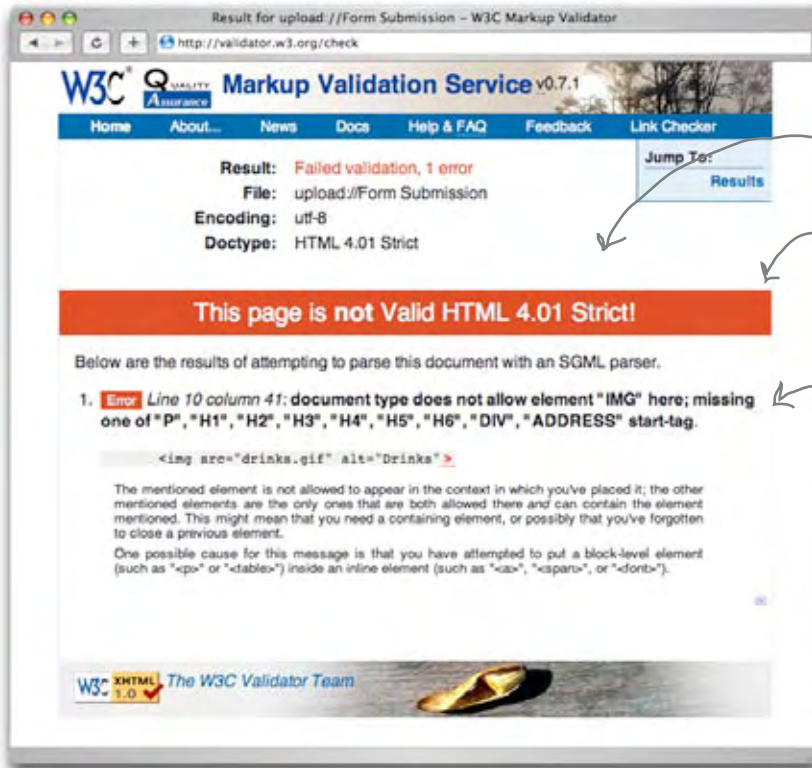 Result for upload://Form Submission – W3C Markup Validator
http://validator.w3.org/check
W3C® QUALITY Assurance Markup Validation Service v0.7.1
Home About... News Docs Help & FAQ Feedback Link Checker
Jump To:
Results
Result: Failed validation, 1 error
File: upload://Form Submission
Encoding: utf-8
Doctype: HTML 4.01 Strict
This page is not Valid HTML 4.01 Strict!
Below are the results of attempting to parse this document with an SGML parser.
1. Error Line 10 column 41: document type does not allow element "IMG" here; missing
one of "P", "H1", "H2", "H3", "H4", "H5", "H6", "DIV", "ADDRESS" start-tag.
<img src="drinks.gif" alt="Drinks">
The mentioned element is not allowed to appear in the context in which you've placed it; the other
mentioned elements are the only ones that are both allowed there and can contain the element
mentioned. This might mean that you need a containing element, or possibly that you've forgotten
to close a previous element.
One possible cause for this message is that you have attempted to put a block-level element
(such as "<p>" or "<table>") inside an inline element (such as "<a>", "<span>", or "<font>").
W3C XHTML 1.0 The W3C Validator Team